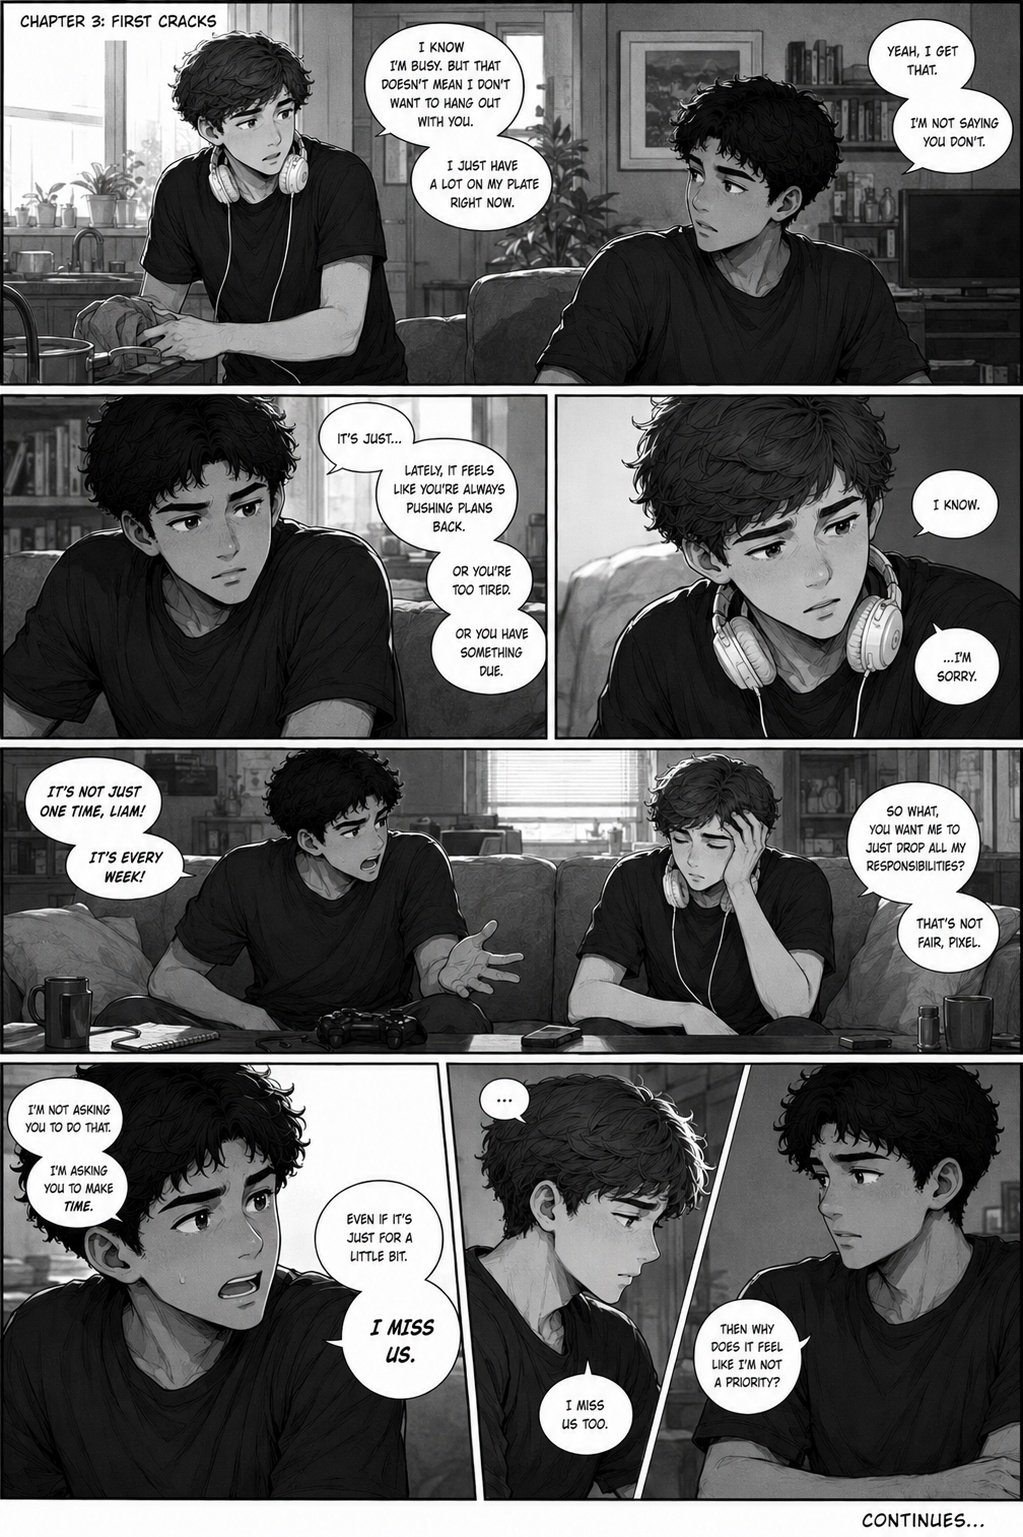 CHAPTER 3: FIRST CRACKS
I KNOW
I'M BUSY. BUT THAT
DOESN'T MEAN I DON'T
WANT TO HANG OUT
WITH YOU.
I JUST HAVE
A LOT ON MY PLATE
RIGHT NOW.
YEAH, I GET
THAT.
I'M NOT SAYING
YOU DON'T.
IT'S JUST...
LATELY, IT FEELS
LIKE YOU'RE ALWAYS
PUSHING PLANS
BACK.
OR YOU'RE
TOO TIRED.
OR YOU HAVE
SOMETHING
DUE.
I KNOW.
...I'M
SORRY.
IT'S NOT JUST
ONE TIME, LIAM!
IT'S EVERY
WEEK!
SO WHAT,
YOU WANT ME TO
JUST DROP ALL MY
RESPONSIBILITIES?
THAT'S NOT
FAIR, PIXEL.
I'M NOT ASKING
YOU TO DO THAT.
I'M ASKING
YOU TO MAKE
TIME.
EVEN IF IT'S
JUST FOR A
LITTLE BIT.
I MISS
US.
...
I MISS
US TOO.
THEN WHY
DOES IT FEEL
LIKE I'M NOT
A PRIORITY?
CONTINUES...